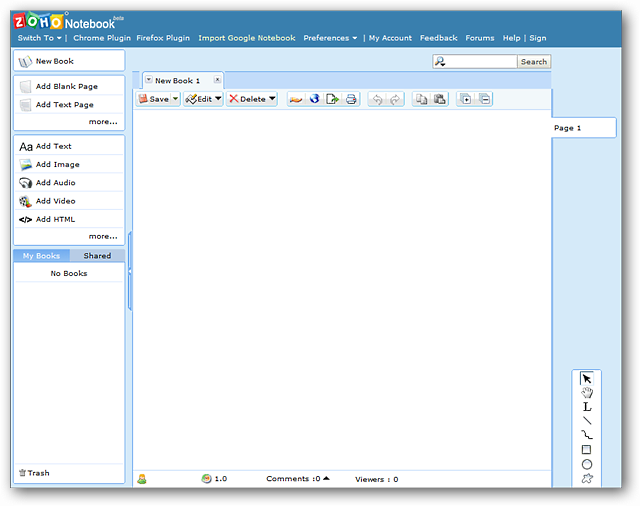 ZOHO Notebook beta
Switch To | Chrome Plugin Firefox Plugin Import Google Notebook Preferences | My Account Feedback Forums Help | Sign
New Book
Search
Add Blank Page
Add Text Page
more...
New Book 1
Save Edit Delete
Page 1
Aa Add Text
Add Image
Add Audio
Add Video
</> Add HTML
more...
My Books Shared
No Books
Trash
1.0 Comments :0 Viewers : 0
L